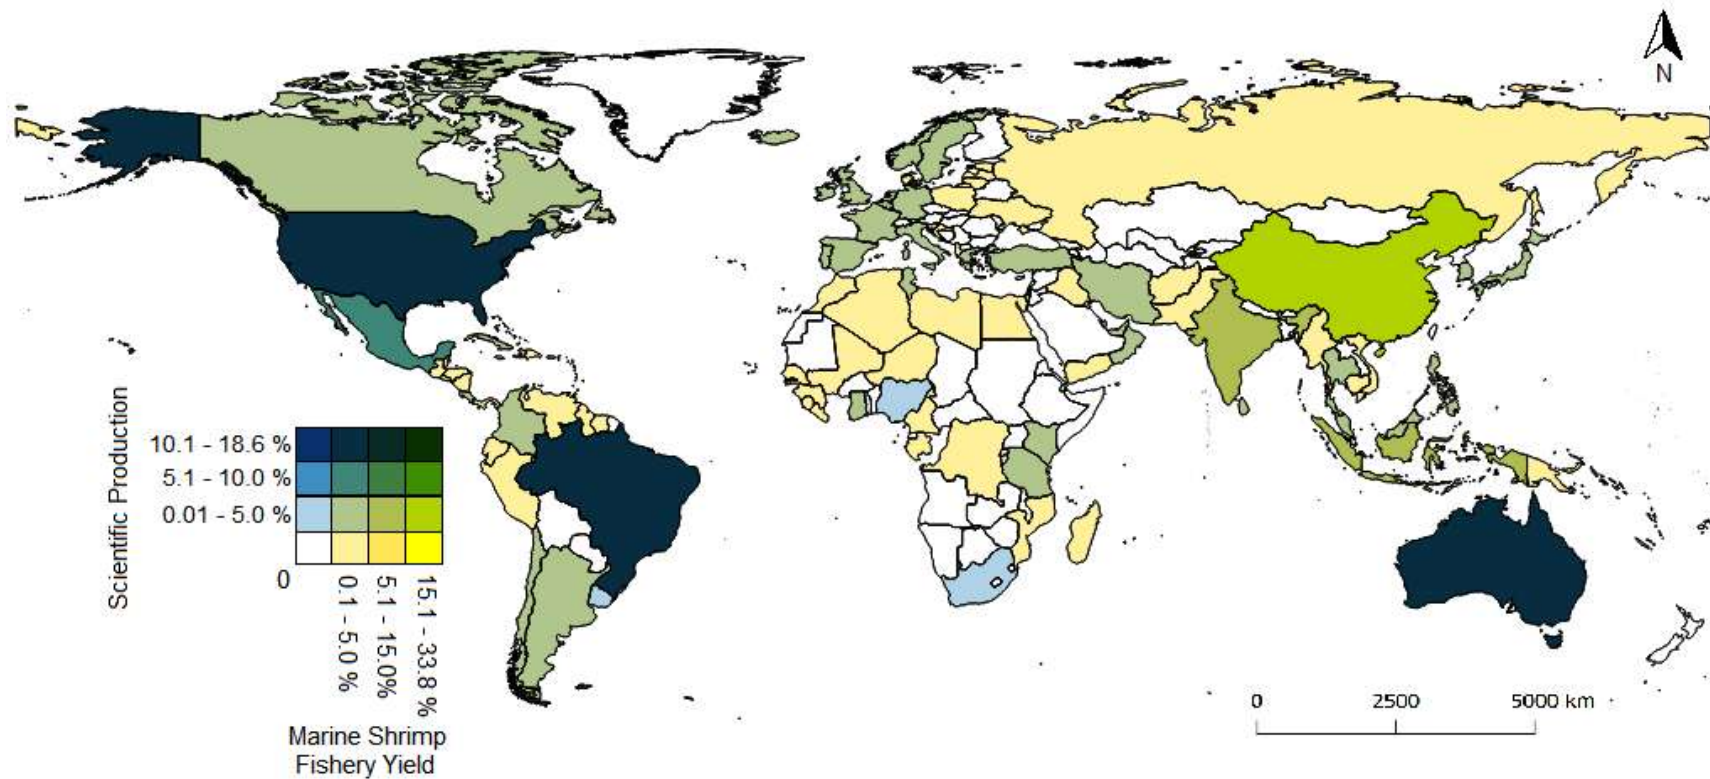 N
Scientific Production
10.1 - 18.6 %
5.1 - 10.0 %
0.01 - 5.0 %
0
0.1 - 5.0 %
5.1 - 15.0%
15.1 - 33.8 %
Marine Shrimp
Fishery Yield
0 2500 5000 km